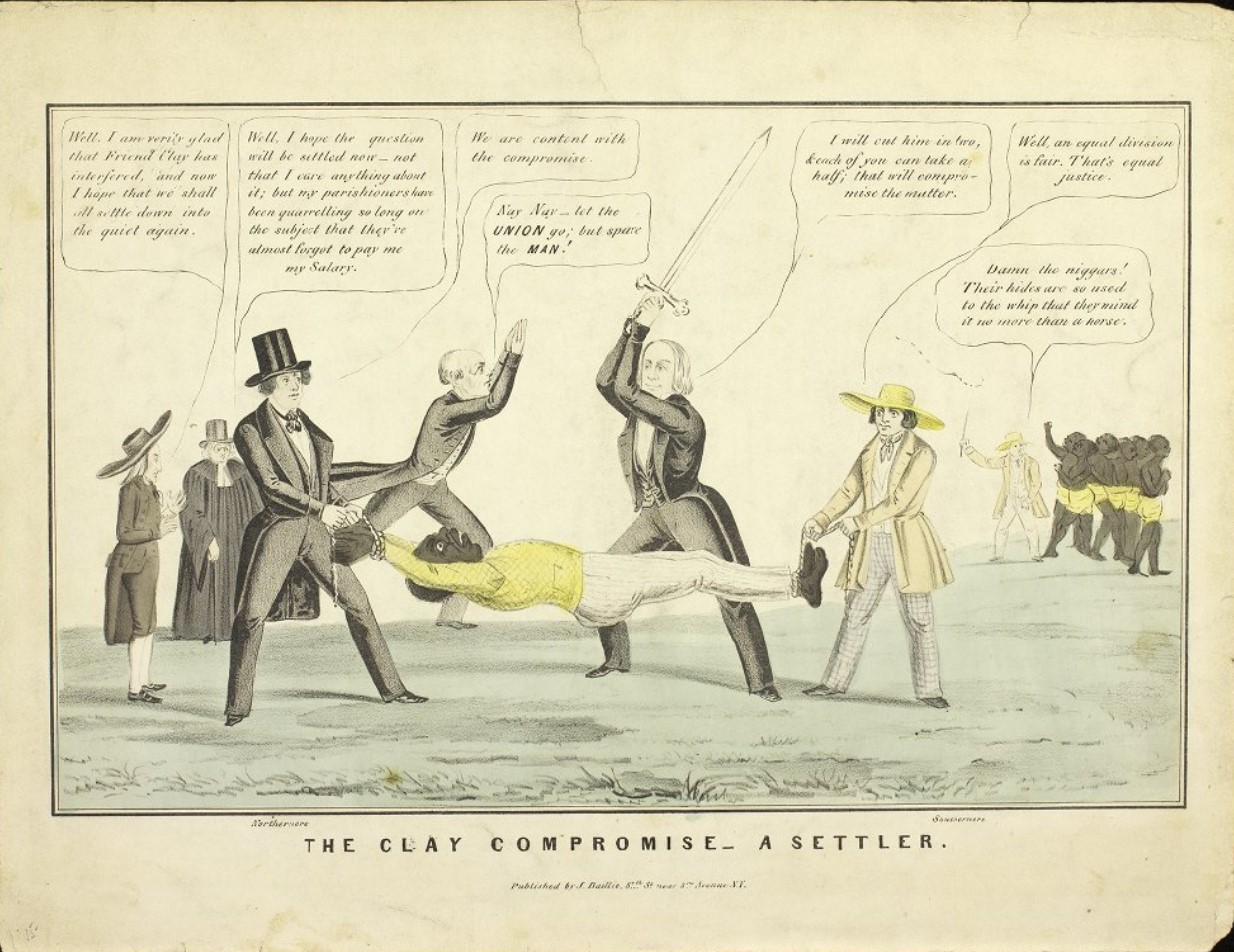 Well, I am verily glad
that Friend Clay has
interfered, and now
I hope that we shall
all settle down into
the quiet again.
Well, I hope the question
will be settled now — not
that I care anything about
it; but my parishioners have
been quarrelling so long on
the subject that they've
almost forgot to pay me
my Salary.
We are content with
the compromise.
Nay Nay — let the
UNION go; but spare
the MAN!
I will cut him in two,
& each of you can take a
half; that will compro-
mise the matter.
Well, an equal division
is fair. That's equal
justice.
Damn the niggars!
Their hides are so used
to the whip that they mind
it no more than a horse.
Northerners
Southerners
THE CLAY COMPROMISE_ A SETTLER.
Published by J. Baillie, St near Avenue N.Y.